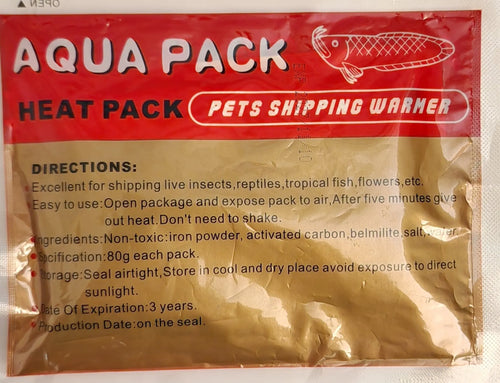 OPEN
AQUA PACK
HEAT PACK PETS SHIPPING WARMER
DIRECTIONS:
Excellent for shipping live insects,reptiles,tropical fish,flowers,etc.
Easy to use:Open package and expose pack to air,After five minutes give
out heat.Don't need to shake.
Ingredients:Non-toxic:iron powder, activated carbon,belmilite,salt,water.
Spcification:80g each pack.
Storage:Seal airtight,Store in cool and dry place avoid exposure to direct
sunlight.
Date Of Expiration:3 years.
Production Date:on the seal.